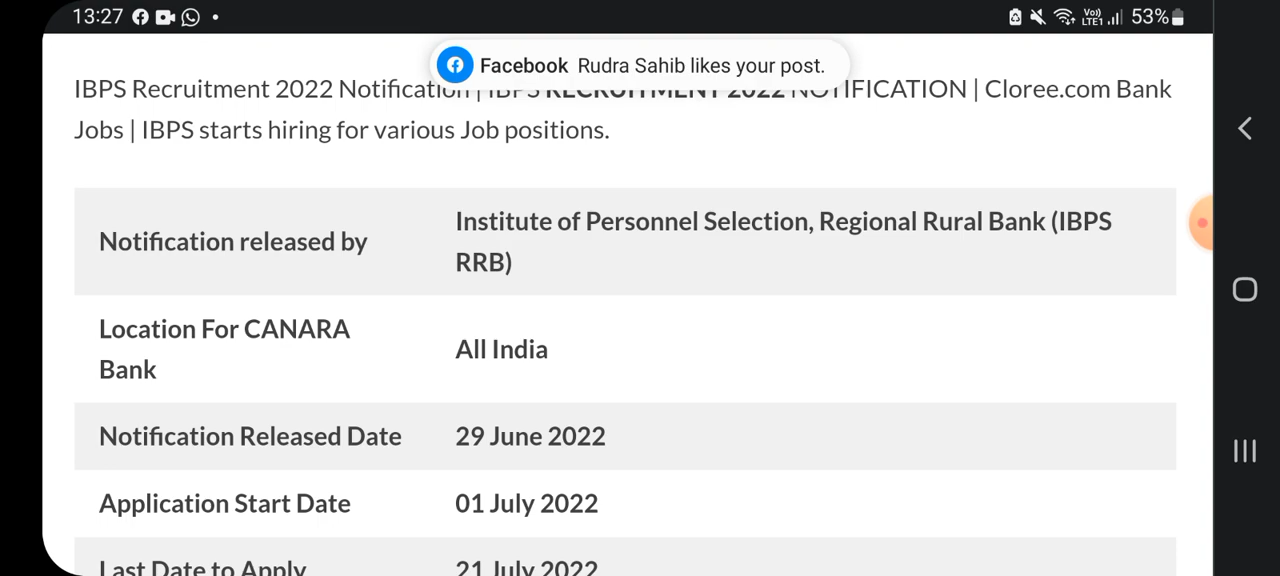 13:27
Vo))
LTE1
53%
Facebook Rudra Sahib likes your post.
IBPS Recruitment 2022 Notification | IBPS RECRUITMENT 2022 NOTIFICATION | Cloree.com Bank
Jobs | IBPS starts hiring for various Job positions.
Notification released by
Institute of Personnel Selection, Regional Rural Bank (IBPS
RRB)
Location For CANARA
Bank
All India
Notification Released Date
29 June 2022
Application Start Date
01 July 2022
Last Date to Apply
21 July 2022